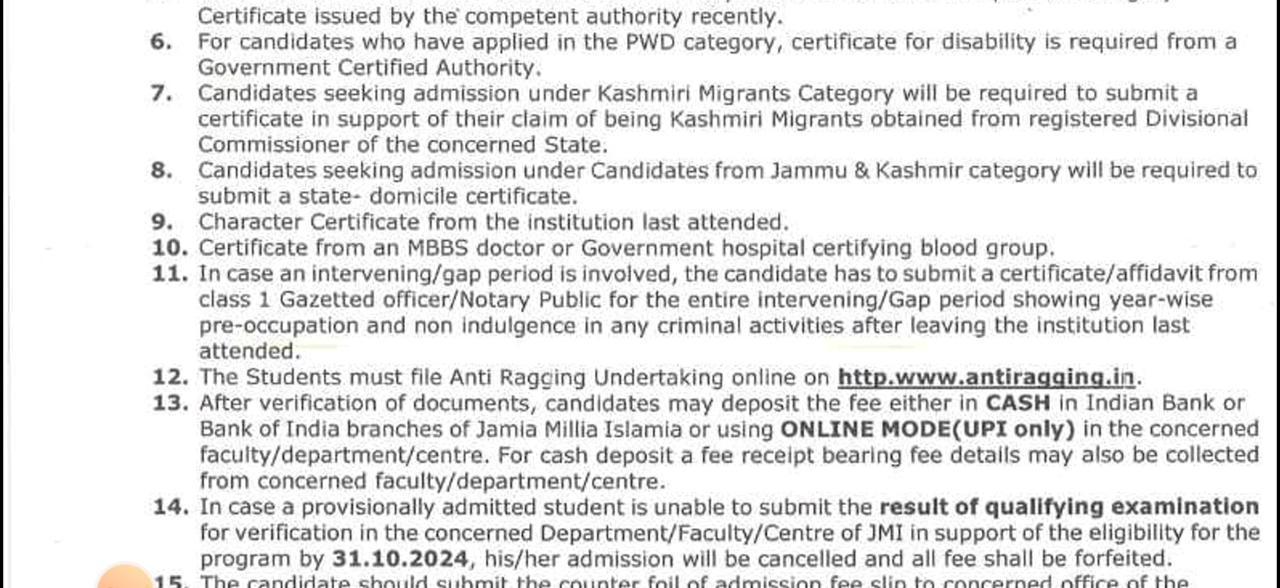 Certificate issued by the competent authority recently.
6. For candidates who have applied in the PWD category, certificate for disability is required from a
Government Certified Authority.
7. Candidates seeking admission under Kashmiri Migrants Category will be required to submit a
certificate in support of their claim of being Kashmiri Migrants obtained from registered Divisional
Commissioner of the concerned State.
8. Candidates seeking admission under Candidates from Jammu & Kashmir category will be required to
submit a state- domicile certificate.
9. Character Certificate from the institution last attended.
10. Certificate from an MBBS doctor or Government hospital certifying blood group.
11. In case an intervening/gap period is involved, the candidate has to submit a certificate/affidavit from
class 1 Gazetted officer/Notary Public for the entire intervening/Gap period showing year-wise
pre-occupation and non indulgence in any criminal activities after leaving the institution last
attended.
12. The Students must file Anti Ragging Undertaking online on http.www.antiragging.in.
13. After verification of documents, candidates may deposit the fee either in CASH in Indian Bank or
Bank of India branches of Jamia Millia Islamia or using ONLINE MODE(UPI only) in the concerned
faculty/department/centre. For cash deposit a fee receipt bearing fee details may also be collected
from concerned faculty/department/centre.
14. In case a provisionally admitted student is unable to submit the result of qualifying examination
for verification in the concerned Department/Faculty/Centre of JMI in support of the eligibility for the
program by 31.10.2024, his/her admission will be cancelled and all fee shall be forfeited.
15. The candidate should submit the counter foil of admission fee slip to concerned office of the